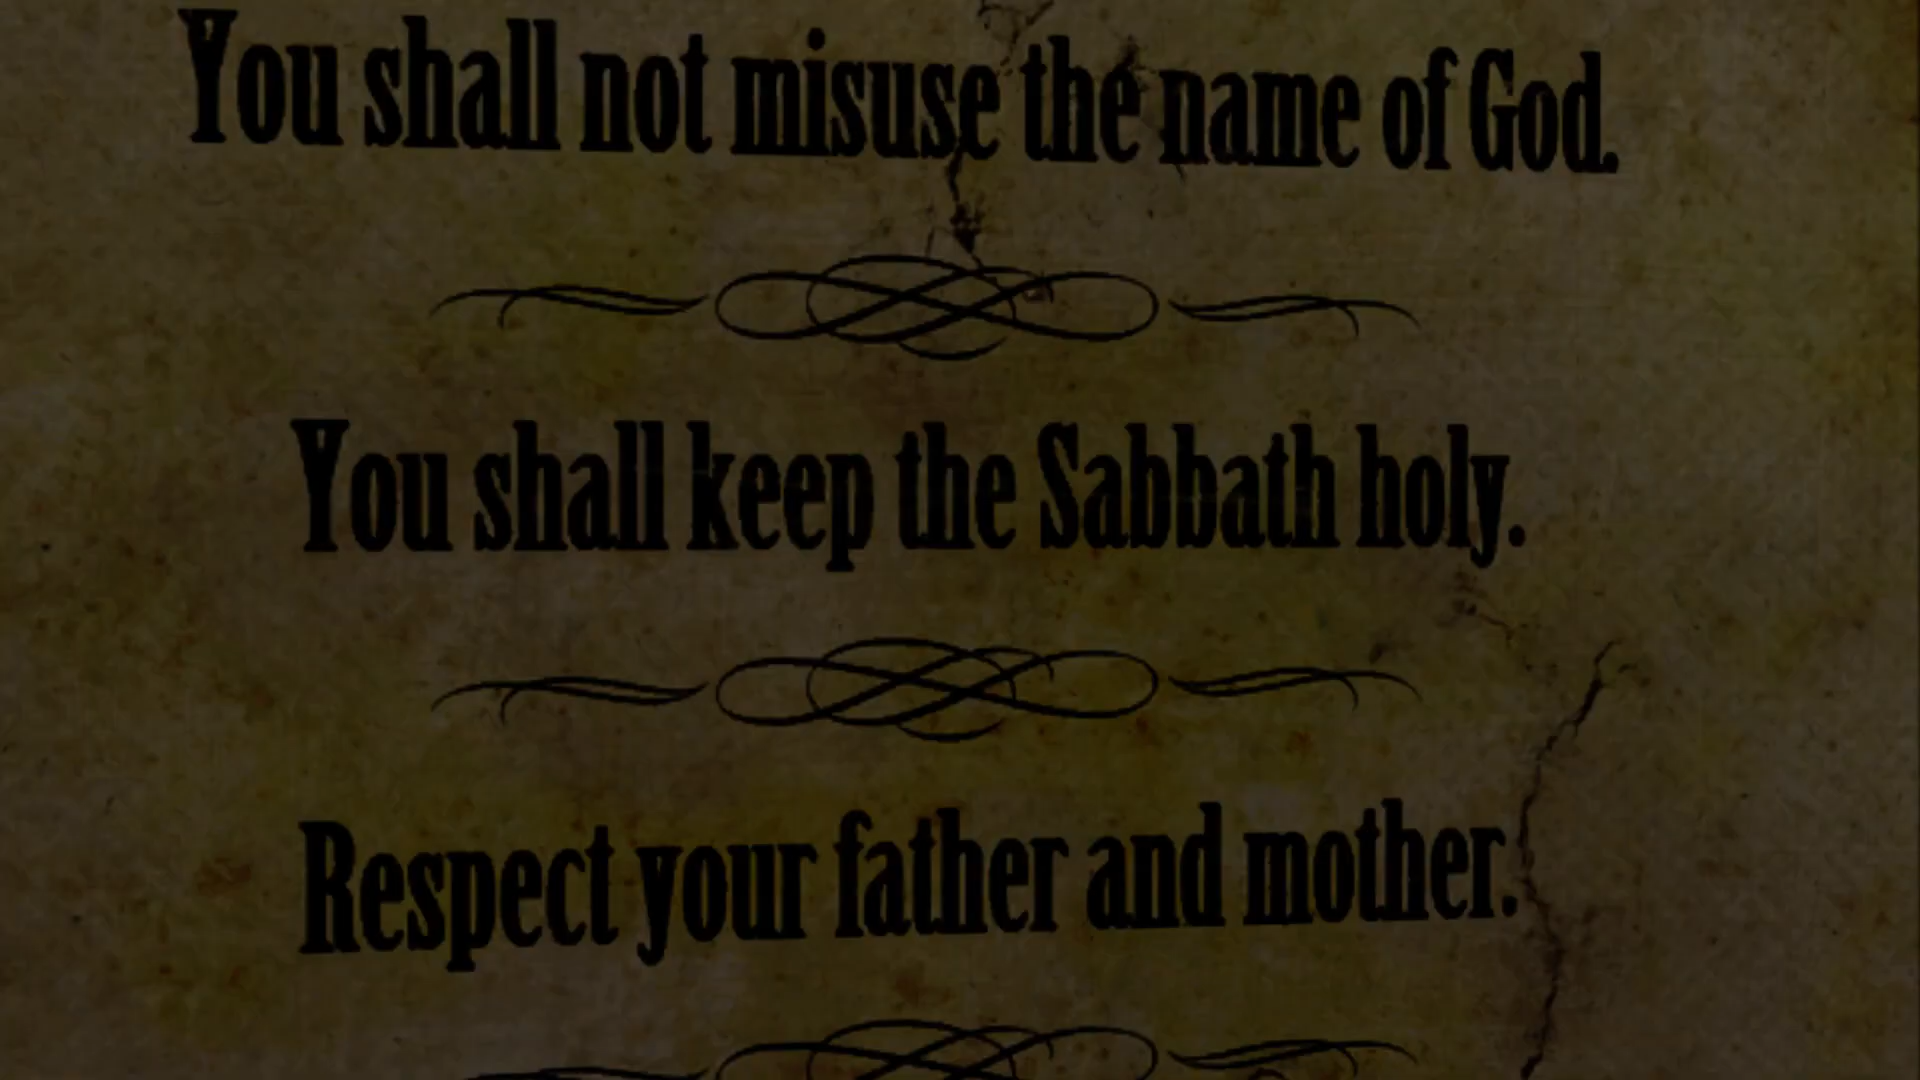 You shall not misuse the name of God.
You shall keep the Sabbath holy.
Respect your father and mother.